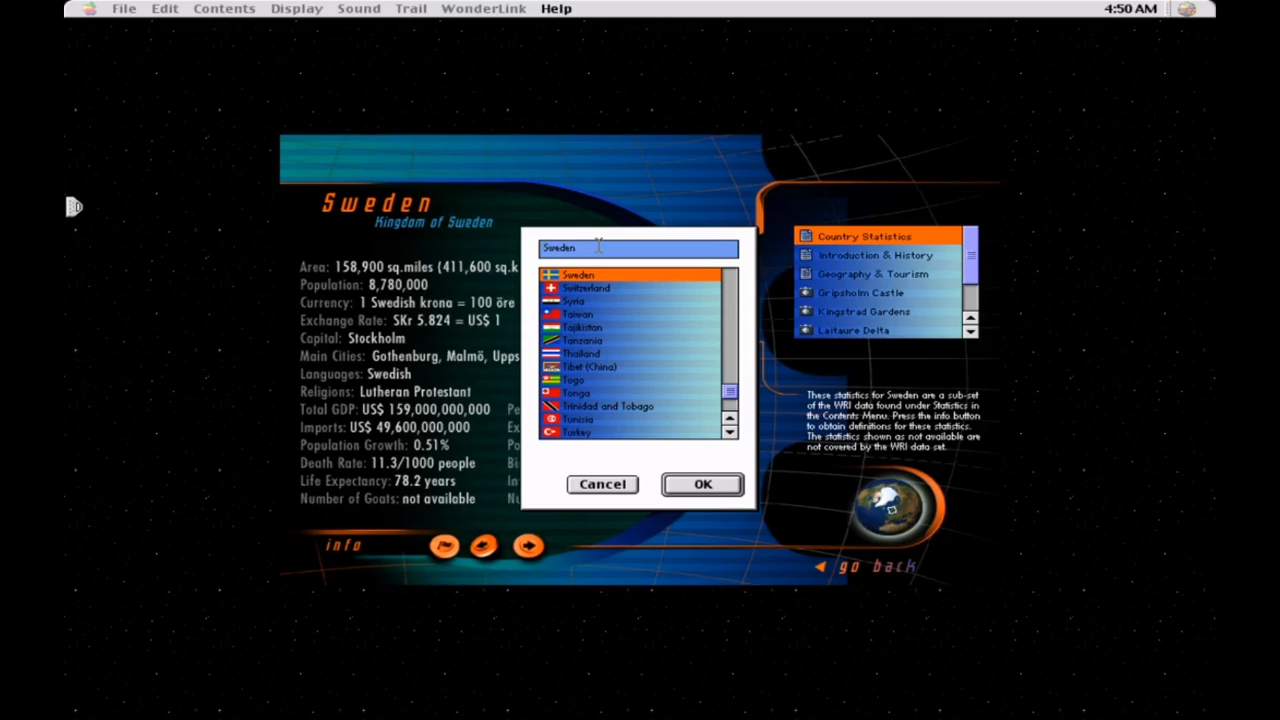 File Edit Contents Display Sound Trail WonderLink Help 4:50 AM
Sweden
Kingdom of Sweden
Area: 158,900 sq.miles (411,600 sq.k
Population: 8,780,000
Currency: 1 Swedish krona = 100 öre
Exchange Rate: SKr 5.824 = US$ 1
Capital: Stockholm
Main Cities: Gothenburg, Malmö, Upps
Languages: Swedish
Religions: Lutheran Protestant
Total GDP: US$ 159,000,000,000 Pe
Imports: US$ 49,600,000,000 Ex
Population Growth: 0.51% Po
Death Rate: 11.3/1000 people Bi
Life Expectancy: 78.2 years In
Number of Goats: not available Nu
info
Sweden
Sweden
Switzerland
Syria
Taiwan
Tajikistan
Tanzania
Thailand
Tibet (China)
Togo
Tonga
Trinidad and Tobago
Tunisia
Turkey
Cancel OK
Country Statistics
Introduction & History
Geography & Tourism
Gripsholm Castle
Kingstrad Gardens
Laitaure Delta
These statistics for Sweden are a sub-set
of the WRI data found under Statistics in
the Contents Menu. Press the info button
to obtain definitions for these statistics.
The statistics shown as not available are
not covered by the WRI data set.
go back